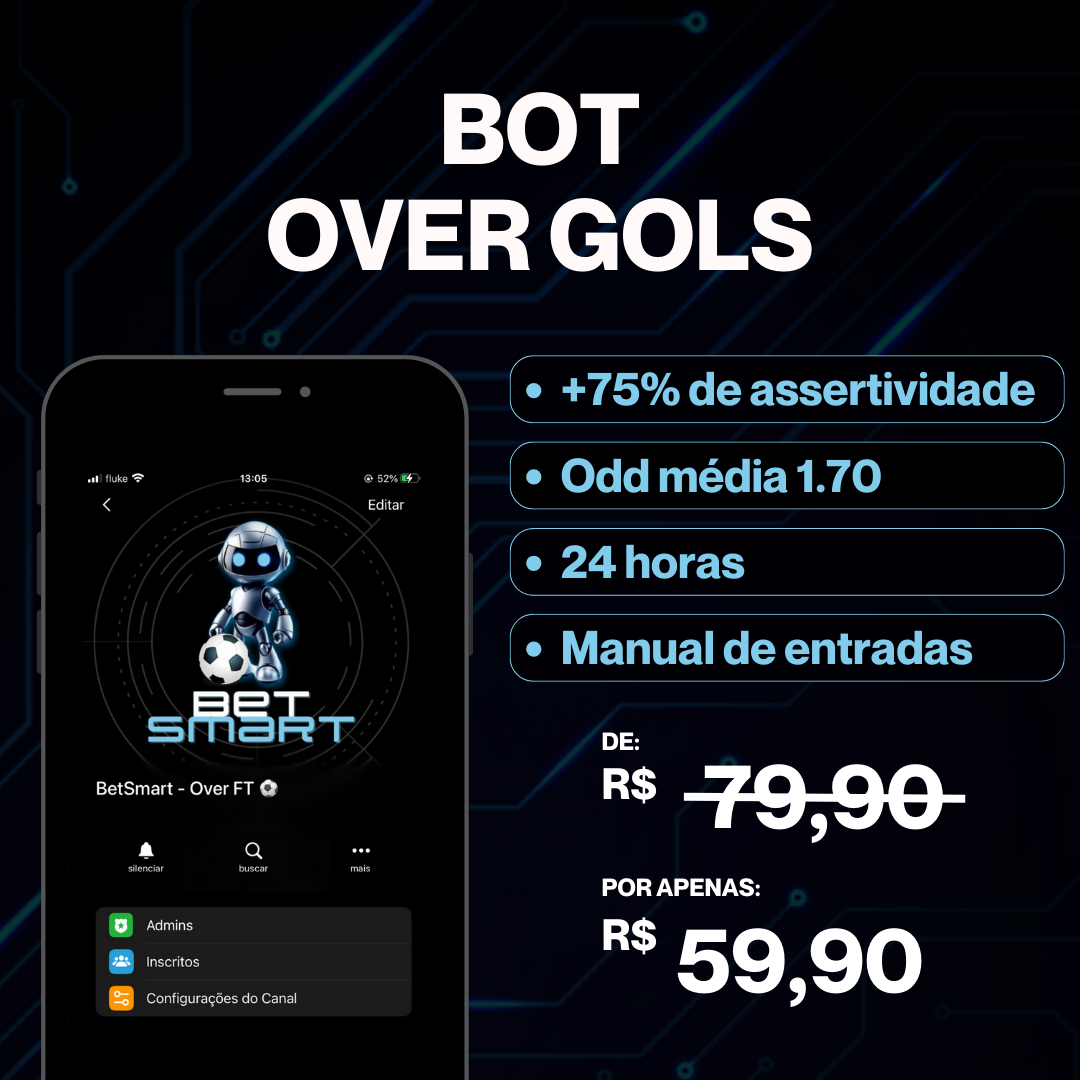 BOT
OVER GOLS
fluke
13:05
52%
Editar
BeT
SMART
BetSmart - Over FT ⚽
silenciar
buscar
mais
Admins
Inscritos
Configurações do Canal
• +75% de assertividade
• Odd média 1.70
• 24 horas
• Manual de entradas
DE:
R$ 79,90
POR APENAS:
R$ 59,90